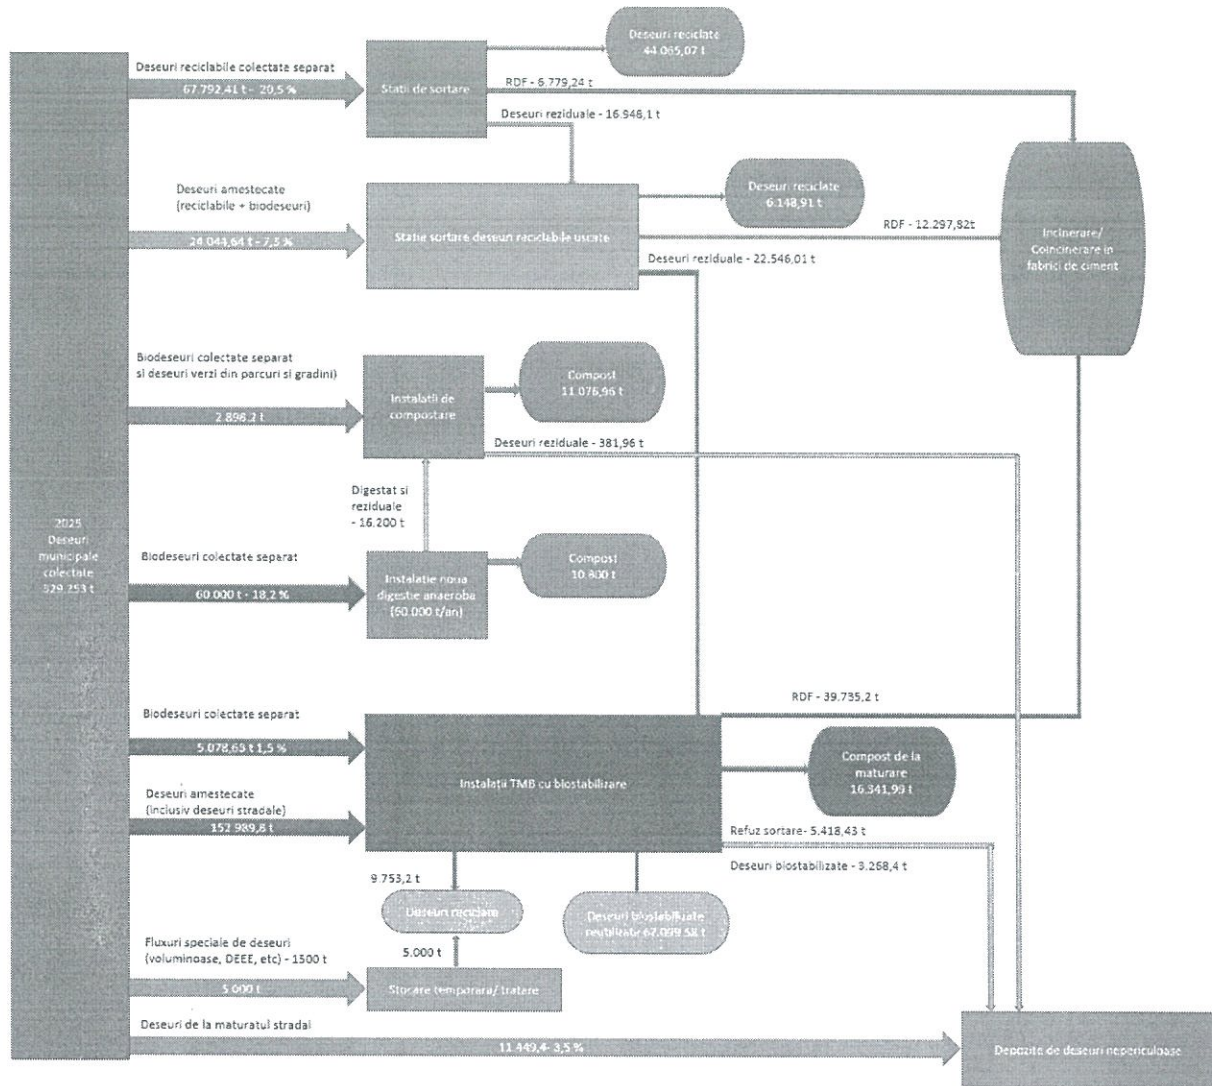 Deseuri reciclate
44.065,07 t
Deseuri reciclabile colectate separat
67.792,41 t - 20,5 %
Statii de sortare
RDF - 6.779,24 t
Deseuri reziduale - 16.948,1 t
Deseuri amestecate
(reciclabile + biodeseuri)
24.044,64 t - 7,5 %
Statie sortare deseuri reciclabile uscate
Deseuri reciclate
6.148,91 t
RDF - 12.297,82t
Deseuri reziduale - 22.546,01 t
Incinerare/
Coincinerare in
fabrici de ciment
Biodeseuri colectate separat
si deseuri verzi din parcuri si gradini)
2.898,2 t
Instalatii de
compostare
Compost
11.076,96 t
Deseuri reziduale - 381,96 t
Digestat si
reziduale
- 16.200 t
2025
Deseuri
municipale
colectate
329.253 t
Biodeseuri colectate separat
60.000 t - 18,2 %
Instalatie noua
digestie anaeroba
(60.000 t/an)
Compost
10.800 t
RDF - 39.735,2 t
Biodeseuri colectate separat
5.078,63 t 1,5 %
Instalații TMB cu biostabilizare
Compost de la
maturare
16.341,99 t
Deseuri amestecate
(inclusiv deseuri stradale)
152.989,8 t
Refuz sortare- 5.418,43 t
Deseuri biostabilizate - 3.268,4 t
9.753,2 t
Deseuri reciclate
Deseuri biostabilizate
reutilizate 67.099,58 t
Fluxuri speciale de deseuri
(voluminoase, DEEE, etc) - 1500 t
5.000 t
5.000 t
Stocare temporara/ tratare
Deseuri de la maturatul stradal
11.449,4- 3,5 %
Depozite de deseuri nepericuloase